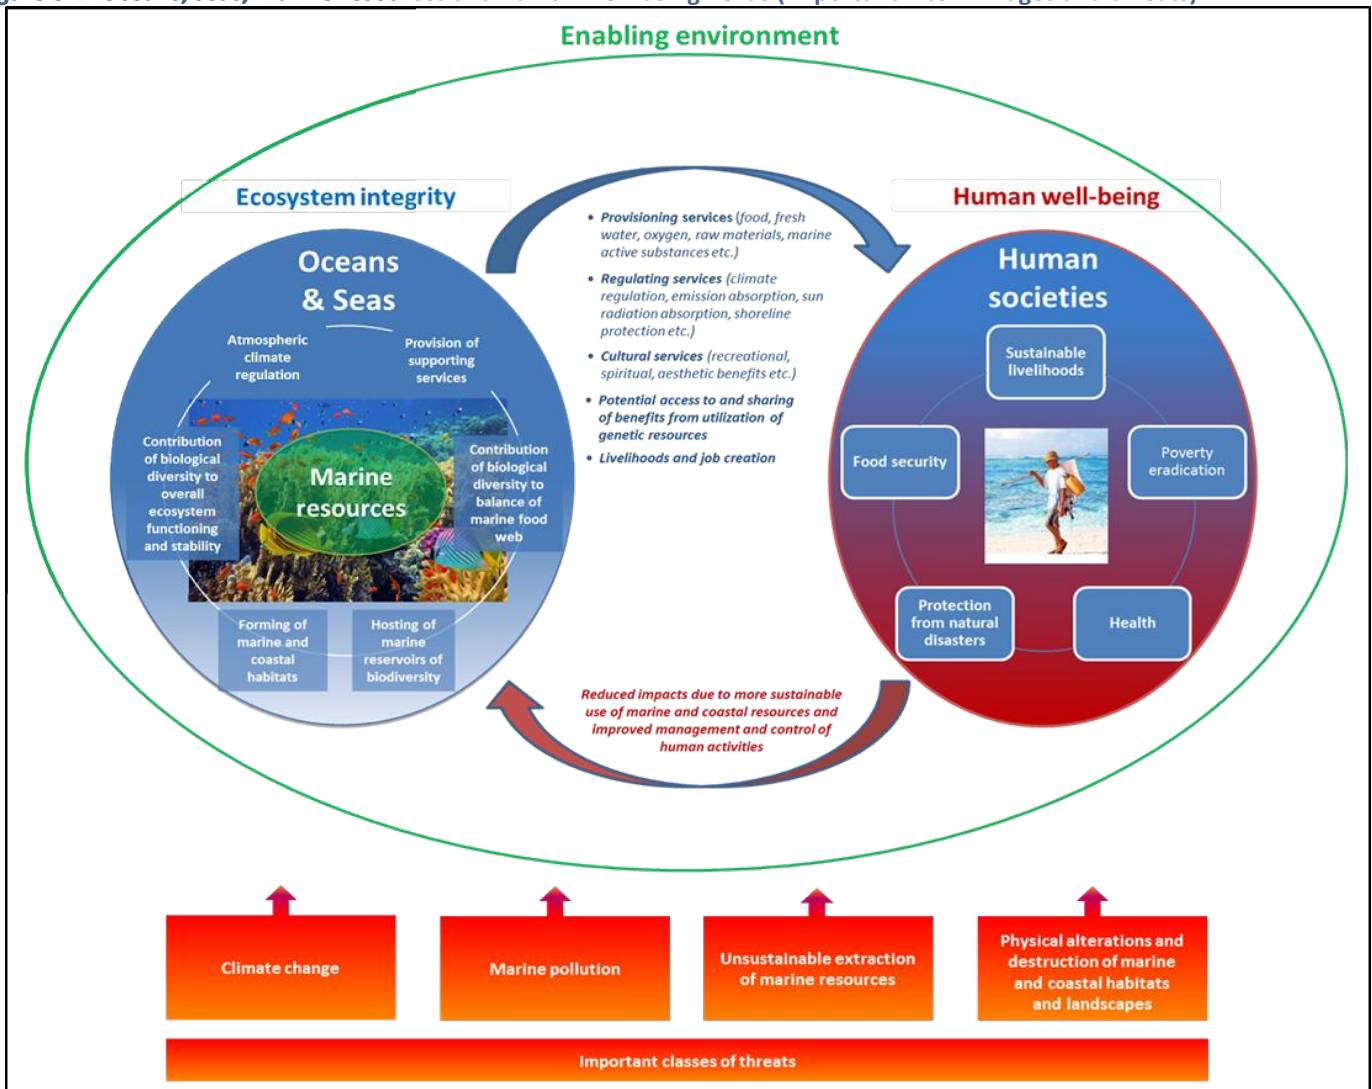 Enabling environment
Ecosystem integrity
Oceans
& Seas
Atmospheric
climate
regulation
Provision of
supporting
services
Contribution
of biological
diversity to
overall
ecosystem
functioning
and stability
Marine
resources
Contribution
of biological
diversity to
balance of
marine food
web
Forming of
marine and
coastal
habitats
Hosting of
marine
reservoirs of
biodiversity
• Provisioning services (food, fresh
water, oxygen, raw materials, marine
active substances etc.)
• Regulating services (climate
regulation, emission absorption, sun
radiation absorption, shoreline
protection etc.)
• Cultural services (recreational,
spiritual, aesthetic benefits etc.)
• Potential access to and sharing
of benefits from utilization of
genetic resources
• Livelihoods and job creation
Human well-being
Human
societies
Sustainable
livelihoods
Food security
Poverty
eradication
Protection
from natural
disasters
Health
Reduced impacts due to more sustainable
use of marine and coastal resources and
improved management and control of
human activities
Climate change
Marine pollution
Unsustainable extraction
of marine resources
Physical alterations and
destruction of marine
and coastal habitats
and landscapes
Important classes of threats